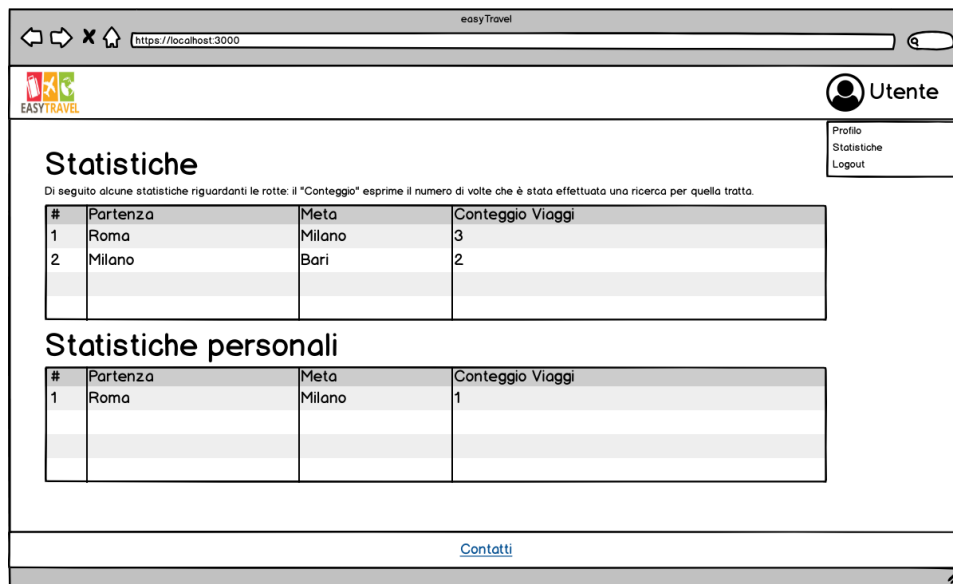 easyTravel
https://localhost:3000
EASYTRAVEL
Utente
Profilo
Statistiche
Logout
Statistiche
Di seguito alcune statistiche riguardanti le rotte: il "Conteggio" esprime il numero di volte che è stata effettuata una ricerca per quella tratta.
# Partenza Meta Conteggio Viaggi
1 Roma Milano 3
2 Milano Bari 2
Statistiche personali
# Partenza Meta Conteggio Viaggi
1 Roma Milano 1
Contatti